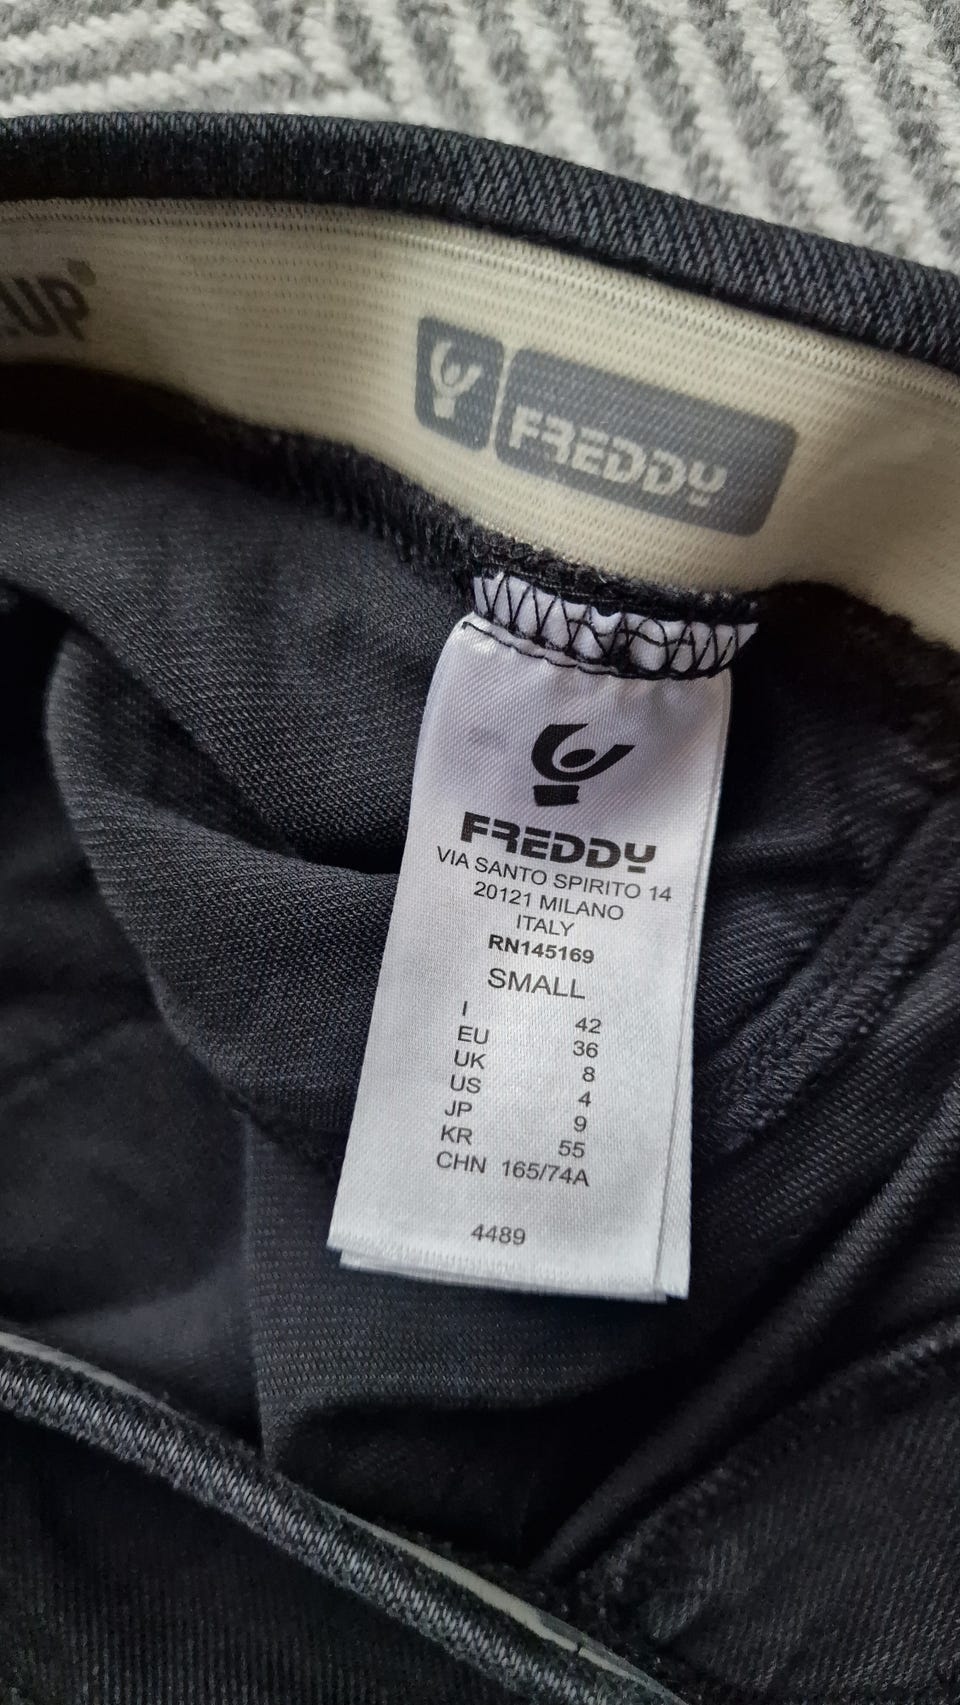 .UP
FREDDY
FREDDY
VIA SANTO SPIRITO 14
20121 MILANO
ITALY
RN145169
SMALL
I 42
EU 36
UK 8
US 4
JP 9
KR 55
CHN 165/74A
4489